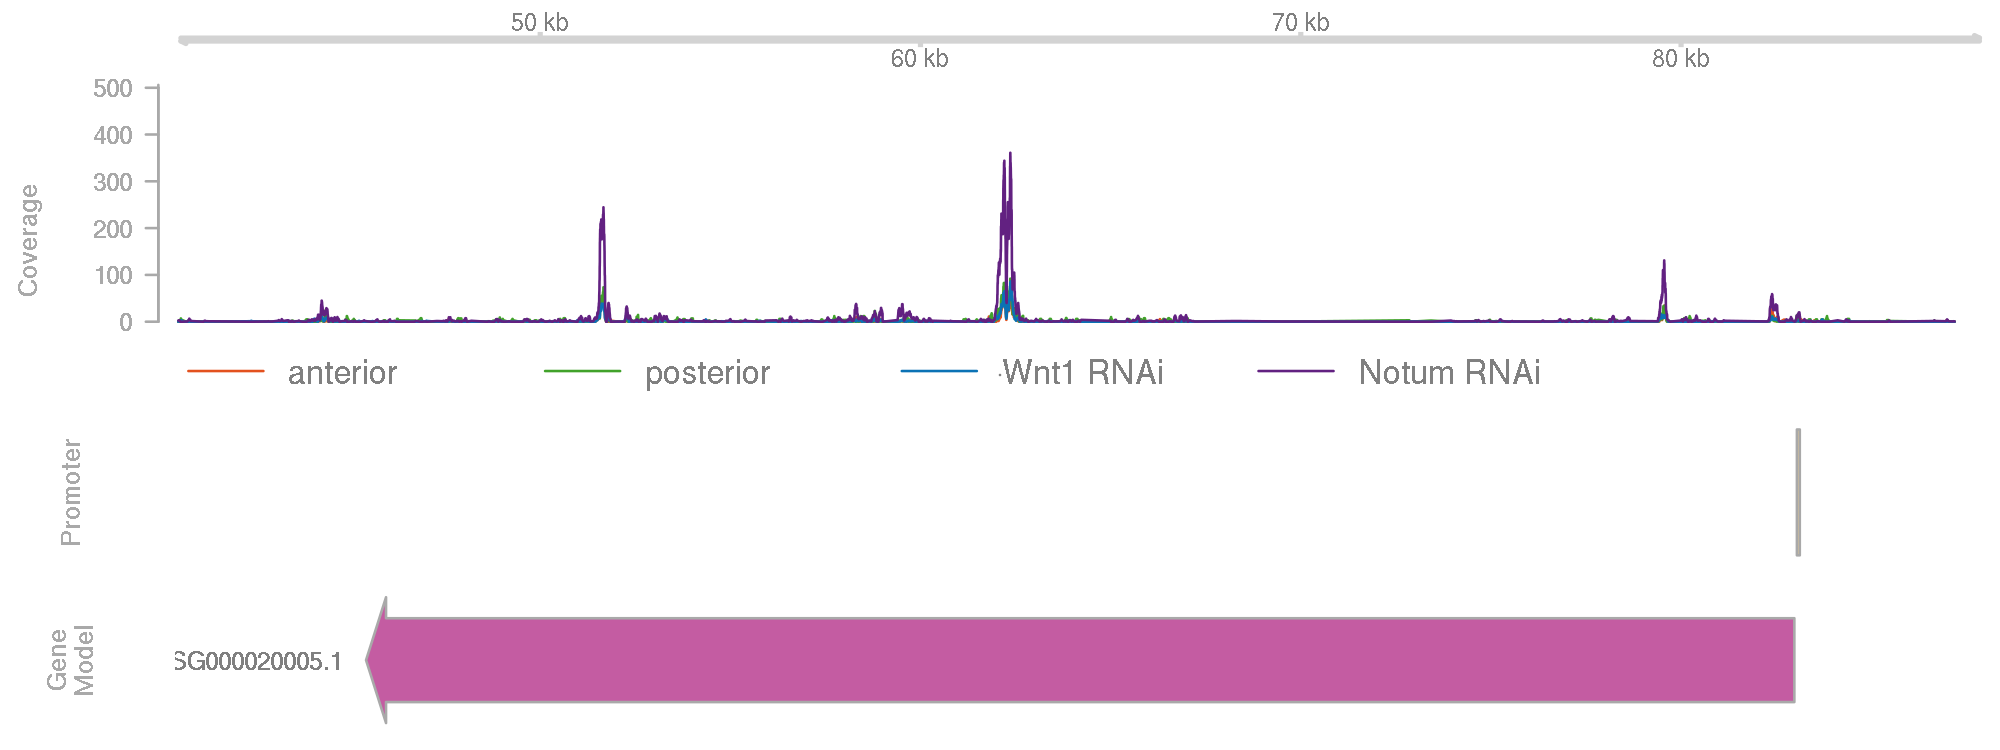 50 kb
70 kb
60 kb
80 kb
500
400
300
200
100
0
Coverage
anterior
posterior
Wnt1 RNAi
Notum RNAi
Promoter
Gene
Model
SG000020005.1